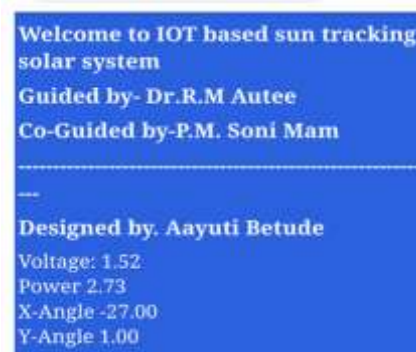 Welcome to IOT based sun tracking
solar system
Guided by- Dr.R.M Autee
Co-Guided by-P.M. Soni Mam
--------------------------------------------------------
---
Designed by. Aayuti Betude
Voltage: 1.52
Power 2.73
X-Angle -27.00
Y-Angle 1.00